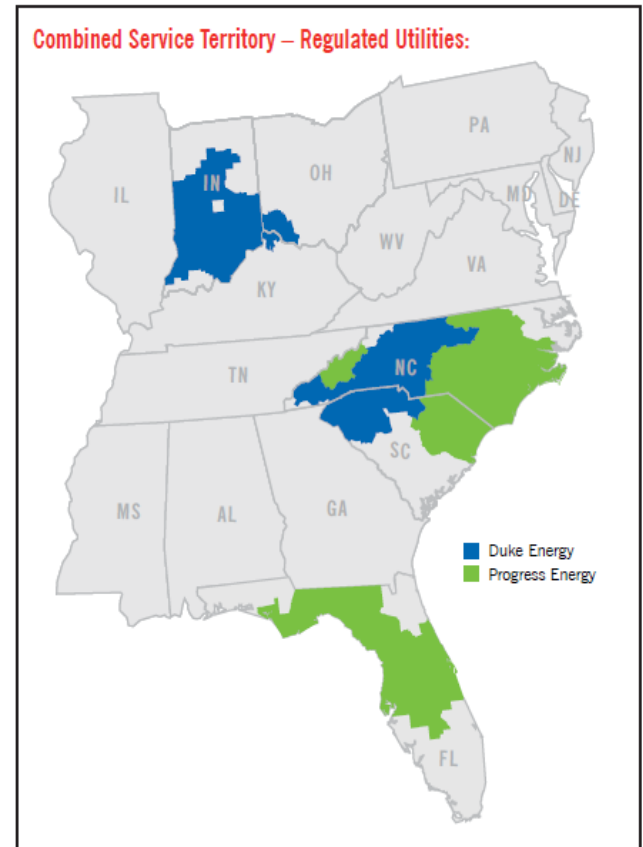 Combined Service Territory – Regulated Utilities:
PA
NJ
OH
IN
IL
MD
DE
WV
VA
KY
NC
TN
SC
MS
AL
GA
Duke Energy
Progress Energy
FL